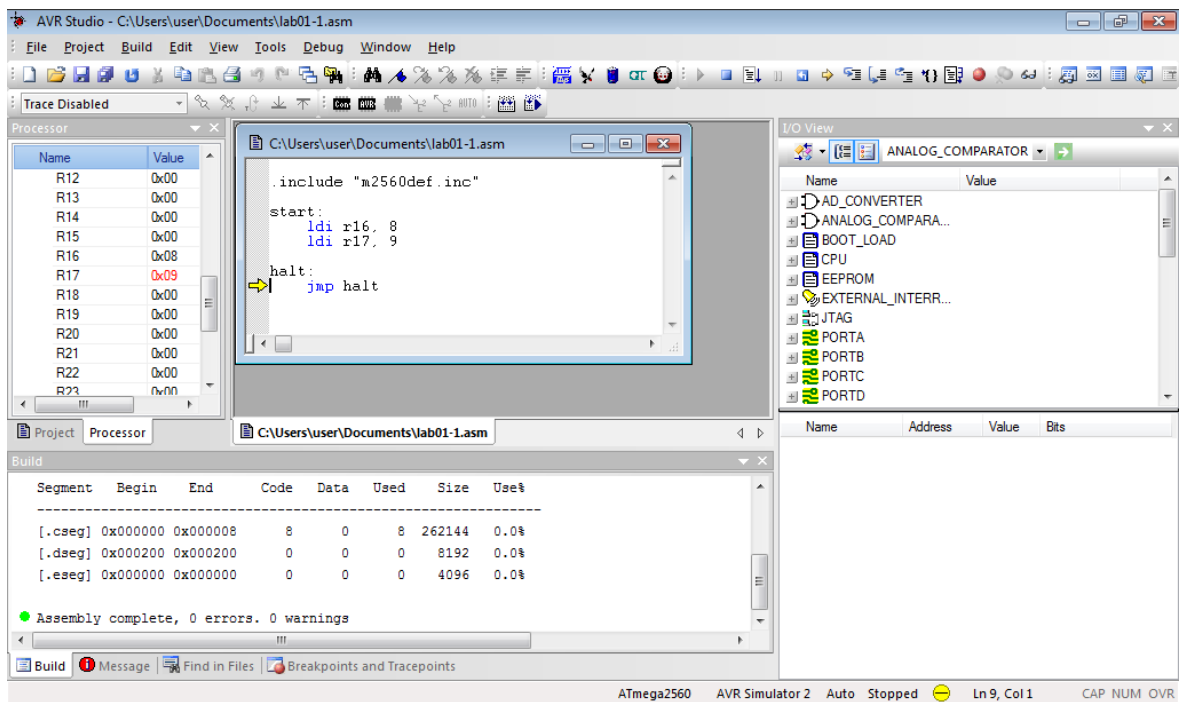 AVR Studio - C:\Users\user\Documents\lab01-1.asm
File Project Build Edit View Tools Debug Window Help
Trace Disabled
Con AVR AUTO
Processor
Name Value
R12 0x00
R13 0x00
R14 0x00
R15 0x00
R16 0x08
R17 0x09
R18 0x00
R19 0x00
R20 0x00
R21 0x00
R22 0x00
R23 0x00
Project Processor
C:\Users\user\Documents\lab01-1.asm
.include "m2560def.inc"
start:
ldi r16, 8
ldi r17, 9
halt:
jmp halt
C:\Users\user\Documents\lab01-1.asm
I/O View
ANALOG_COMPARATOR
Name Value
AD_CONVERTER
ANALOG_COMPARA...
BOOT_LOAD
CPU
EEPROM
EXTERNAL_INTERR...
JTAG
PORTA
PORTB
PORTC
PORTD
Name Address Value Bits
Build
Segment Begin End Code Data Used Size Use%
---------------------------------------------------------------
[.cseg] 0x000000 0x000008 8 0 8 262144 0.0%
[.dseg] 0x000200 0x000200 0 0 0 8192 0.0%
[.eseg] 0x000000 0x000000 0 0 0 4096 0.0%
Assembly complete, 0 errors. 0 warnings
Build Message Find in Files Breakpoints and Tracepoints
ATmega2560 AVR Simulator 2 Auto Stopped Ln 9, Col 1 CAP NUM OVR